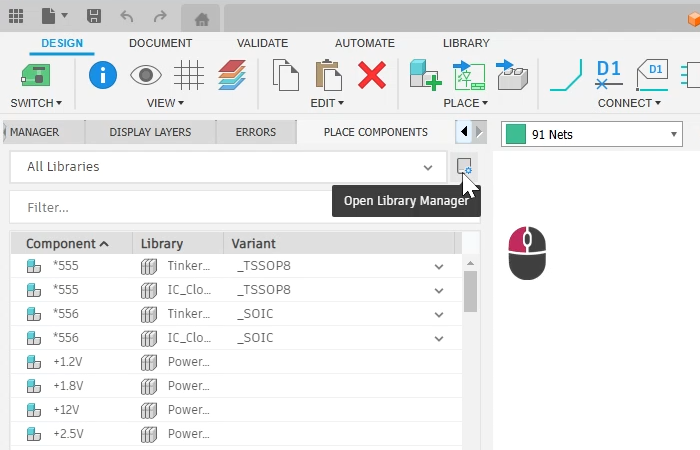 DESIGN DOCUMENT VALIDATE AUTOMATE LIBRARY
D1 D1
SWITCH VIEW EDIT PLACE CONNECT
MANAGER DISPLAY LAYERS ERRORS PLACE COMPONENTS
91 Nets
All Libraries
Open Library Manager
Filter...
Component Library Variant
*555 Tinker... _TSSOP8
*555 IC_Clo... _TSSOP8
*556 Tinker... _SOIC
*556 IC_Clo... _SOIC
+1.2V Power...
+1.8V Power...
+12V Power...
+2.5V Power...